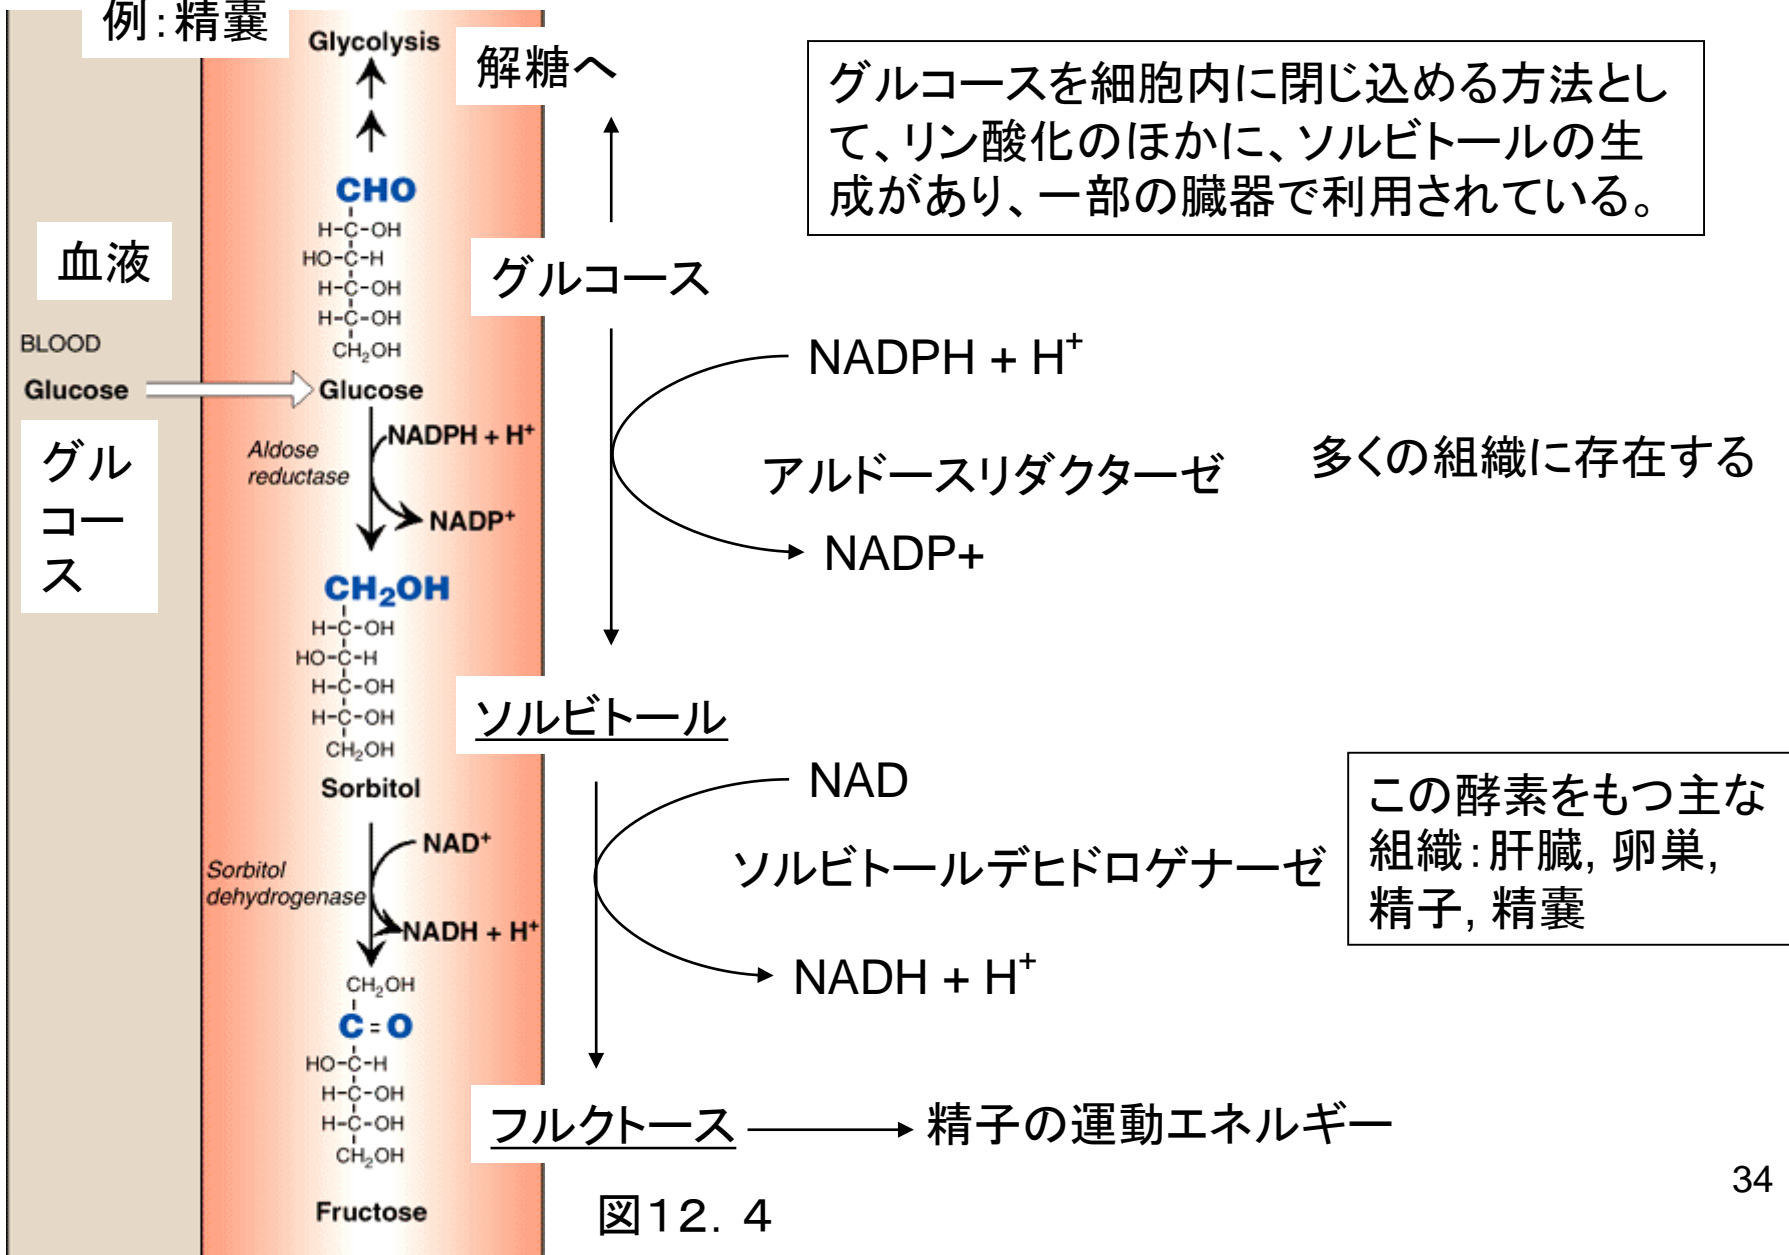 例：精嚢
Glycolysis
解糖へ
グルコースを細胞内に閉じ込める方法とし
て、リン酸化のほかに、ソルビトールの生
成があり、一部の臓器で利用されている。
CHO
H-C-OH
HO-C-H
H-C-OH
H-C-OH
CH₂OH
血液
グルコース
BLOOD
Glucose
Glucose
グル
コー
ス
NADPH + H⁺
Aldose
reductase
NADP⁺
NADPH + H⁺
アルドースリダクターゼ
多くの組織に存在する
NADP+
CH₂OH
H-C-OH
HO-C-H
H-C-OH
H-C-OH
CH₂OH
Sorbitol
ソルビトール
NAD⁺
Sorbitol
dehydrogenase
NADH + H⁺
NAD
ソルビトールデヒドロゲナーゼ
この酵素をもつ主な
組織：肝臓, 卵巣,
精子, 精嚢
NADH + H⁺
CH₂OH
C=O
HO-C-H
H-C-OH
H-C-OH
CH₂OH
Fructose
フルクトース
精子の運動エネルギー
図12．4
34